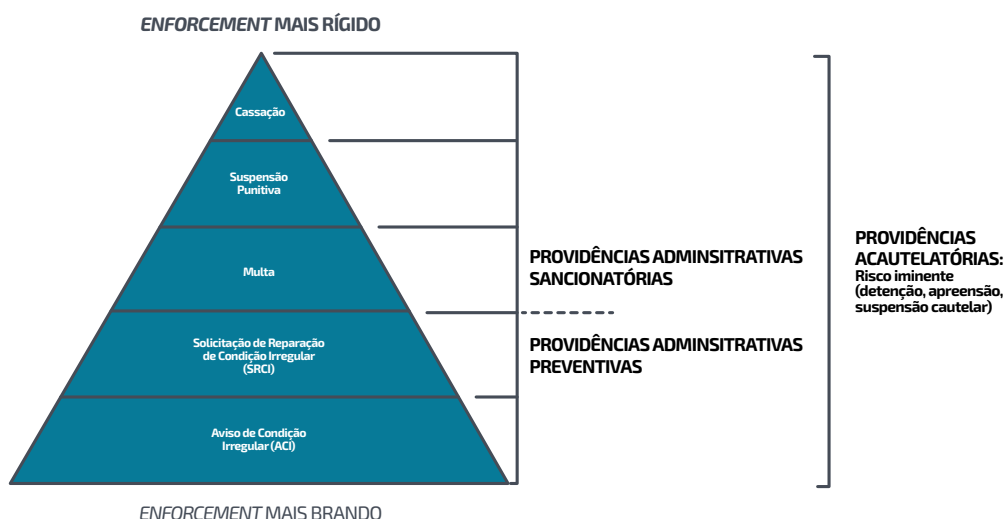 ENFORCEMENT MAIS RÍGIDO
Cassação
Suspensão
Punitiva
Multa
Solicitação de Reparação
de Condição Irregular
(SRCI)
Aviso de Condição
Irregular (ACI)
ENFORCEMENT MAIS BRANDO
PROVIDÊNCIAS ADMINSITRATIVAS
SANCIONATÓRIAS
PROVIDÊNCIAS ADMINSITRATIVAS
PREVENTIVAS
PROVIDÊNCIAS
ACAUTELATÓRIAS:
Risco iminente
(detenção, apreensão,
suspensão cautelar)